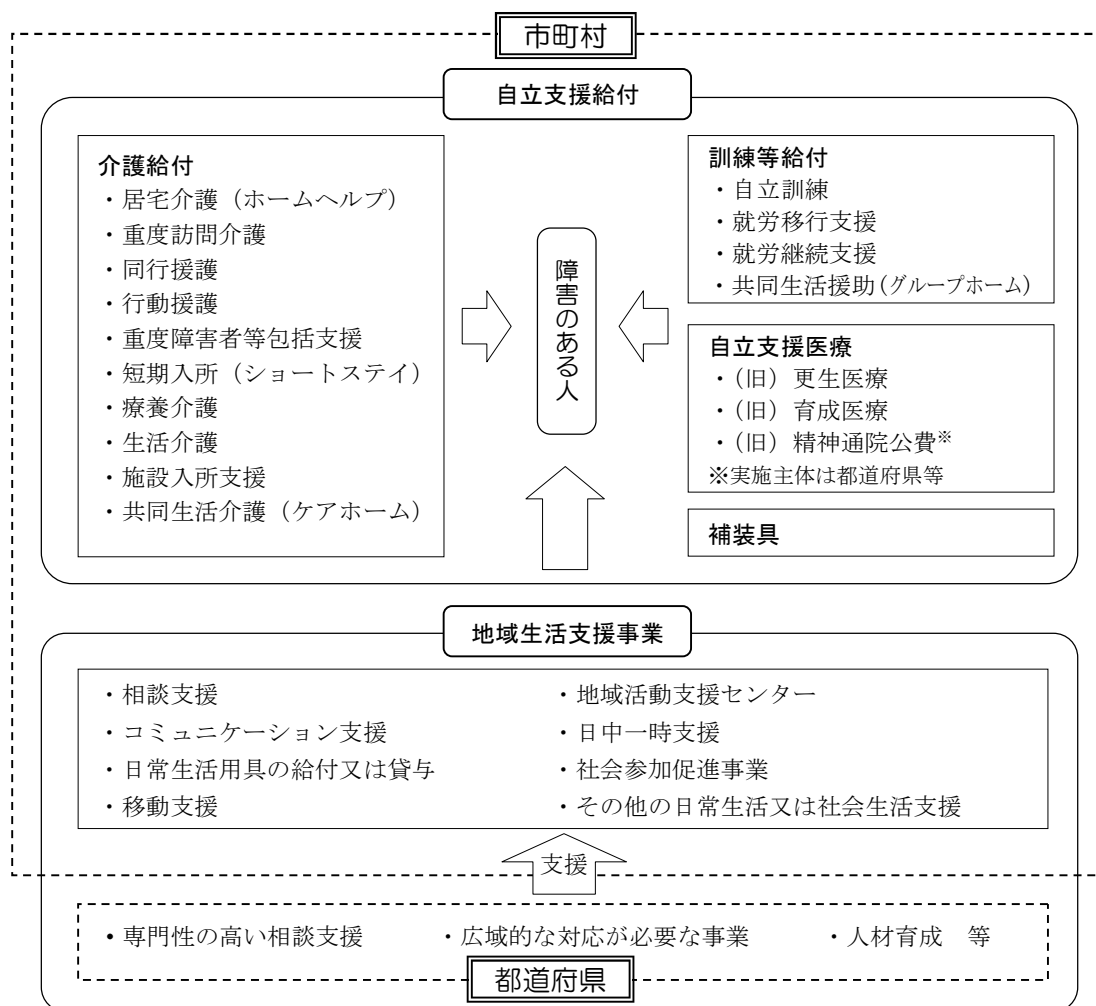 市町村
自立支援給付
介護給付
・居宅介護（ホームヘルプ）
・重度訪問介護
・同行援護
・行動援護
・重度障害者等包括支援
・短期入所（ショートステイ）
・療養介護
・生活介護
・施設入所支援
・共同生活介護（ケアホーム）
障害のある人
訓練等給付
・自立訓練
・就労移行支援
・就労継続支援
・共同生活援助（グループホーム）
自立支援医療
・（旧）更生医療
・（旧）育成医療
・（旧）精神通院公費※
※実施主体は都道府県等
補装具
地域生活支援事業
・相談支援
・コミュニケーション支援
・日常生活用具の給付又は貸与
・移動支援
・地域活動支援センター
・日中一時支援
・社会参加促進事業
・その他の日常生活又は社会生活支援
支援
・専門性の高い相談支援　・広域的な対応が必要な事業　・人材育成　等
都道府県